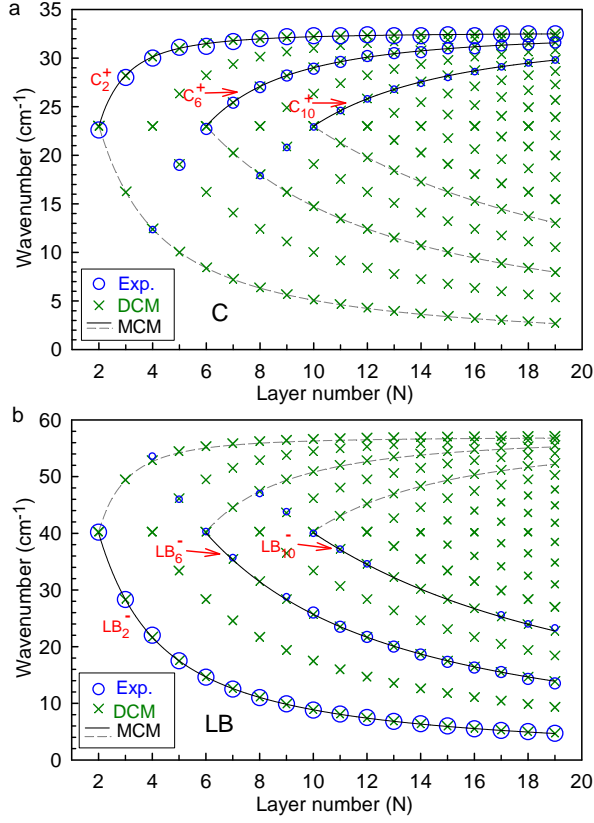 a
35
30
25
20
15
10
5
0
Wavenumber (cm⁻¹)
C₂⁺
C₆⁺
C₁₀⁺
Exp.
DCM
MCM
C
2 4 6 8 10 12 14 16 18 20
Layer number (N)
b
60
50
40
30
20
10
0
Wavenumber (cm⁻¹)
LB₂⁻
LB₆⁻
LB₁₀⁻
Exp.
DCM
MCM
LB
2 4 6 8 10 12 14 16 18 20
Layer number (N)